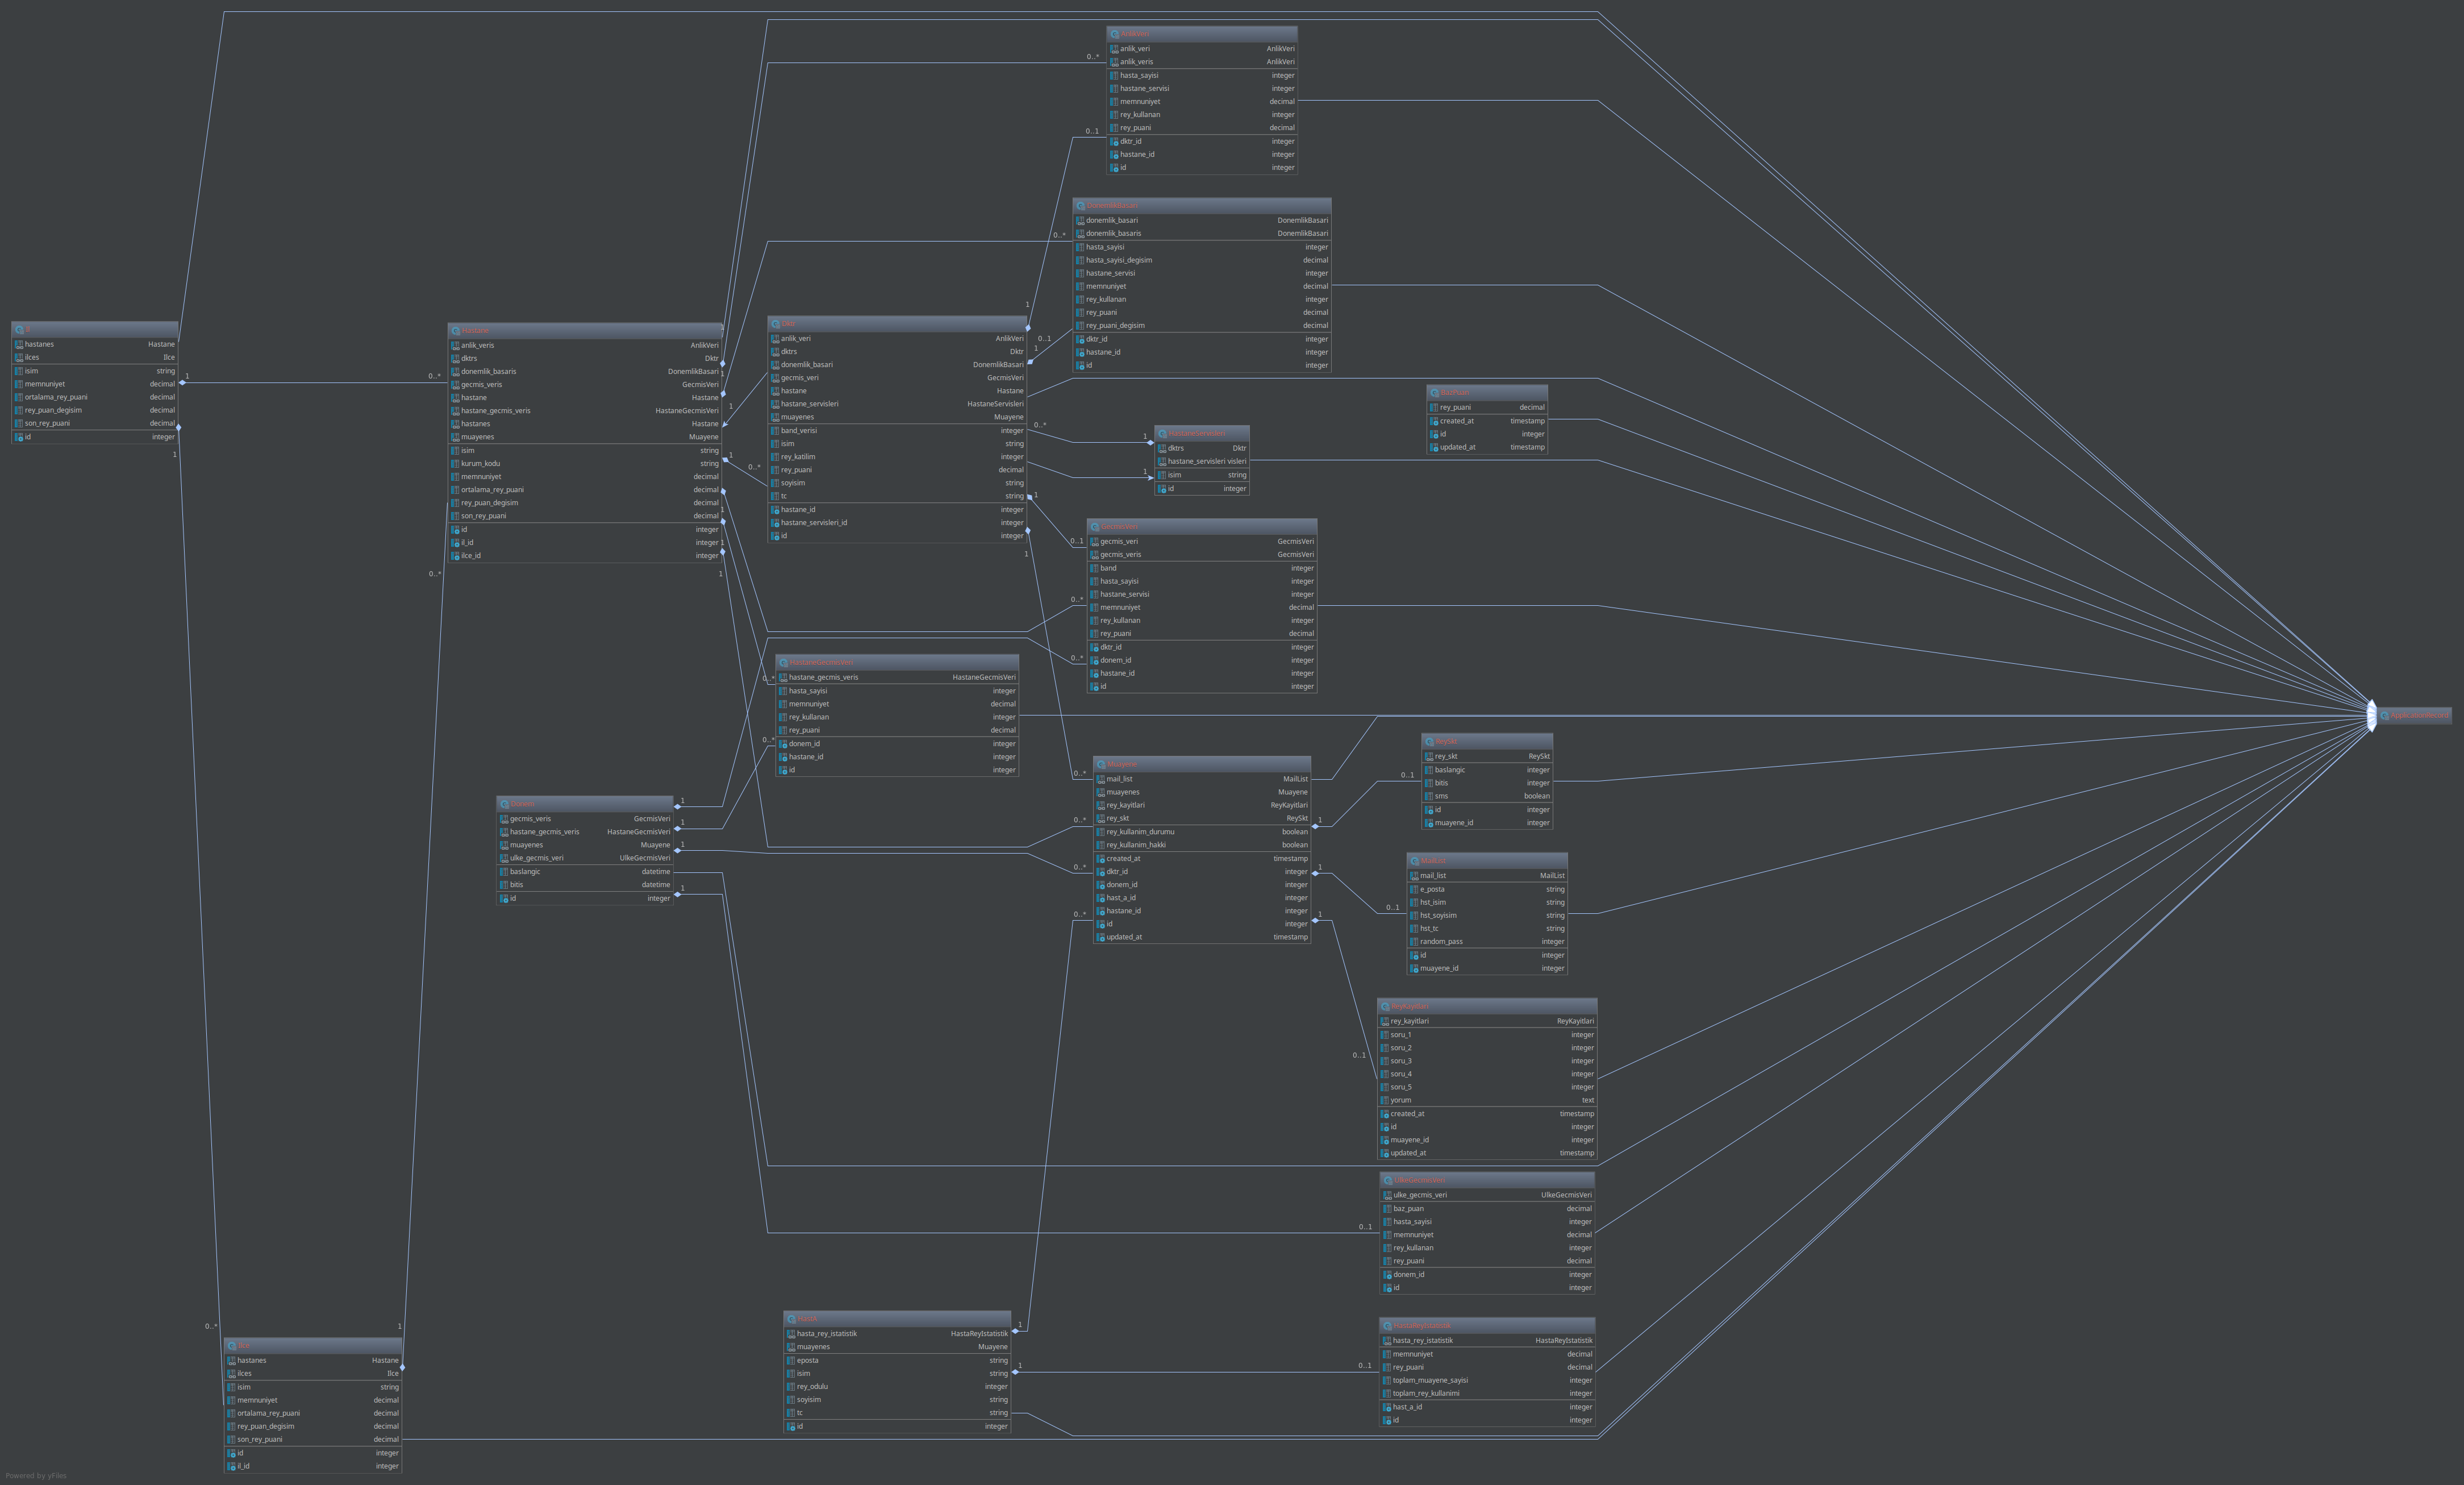 AnlikVeri
anlik_veri AnlikVeri
anlik_veris AnlikVeri
hasta_sayisi integer
hastane_servisi integer
memnuniyet decimal
rey_kullanan integer
rey_puani decimal
dktr_id integer
hastane_id integer
id integer
0..*
0..1
DonemlikBasari
donemlik_basari DonemlikBasari
donemlik_basaris DonemlikBasari
hasta_sayisi integer
hasta_sayisi_degisim decimal
hastane_servisi integer
memnuniyet decimal
rey_kullanan integer
rey_puani decimal
rey_puani_degisim decimal
dktr_id integer
hastane_id integer
id integer
0..*
0..1
1
1
Il
hastanes Hastane
ilces Ilce
isim string
memnuniyet decimal
ortalama_rey_puani decimal
rey_puan_degisim decimal
son_rey_puani decimal
id integer
1
1
0..*
Hastane
anlik_veris AnlikVeri
dktrs Dktr
donemlik_basaris DonemlikBasari
gecmis_veris GecmisVeri
hastane Hastane
hastane_gecmis_veris HastaneGecmisVeri
hastanes Hastane
muayenes Muayene
isim string
kurum_kodu string
memnuniyet decimal
ortalama_rey_puani decimal
rey_puan_degisim decimal
son_rey_puani decimal
id integer
il_id integer
ilce_id integer
1
1
1
1
1
1
1
0..*
0..*
Dktr
anlik_veri AnlikVeri
dktrs Dktr
donemlik_basari DonemlikBasari
gecmis_veri GecmisVeri
hastane Hastane
hastane_servisleri HastaneServisleri
muayenes Muayene
band_verisi integer
isim string
rey_katilim integer
rey_puani decimal
soyisim string
tc string
hastane_id integer
hastane_servisleri_id integer
id integer
0..*
1
1
1
1
BazPuan
rey_puani decimal
created_at timestamp
id integer
updated_at timestamp
HastaneServisleri
dktrs Dktr
hastane_servisleri visleri
isim string
id integer
GecmisVeri
gecmis_veri GecmisVeri
gecmis_veris GecmisVeri
band integer
hasta_sayisi integer
hastane_servisi integer
memnuniyet decimal
rey_kullanan integer
rey_puani decimal
dktr_id integer
donem_id integer
hastane_id integer
id integer
0..1
0..*
0..*
HastaneGecmisVeri
hastane_gecmis_veris HastaneGecmisVeri
hasta_sayisi integer
memnuniyet decimal
rey_kullanan integer
rey_puani decimal
donem_id integer
hastane_id integer
id integer
0..*
0..*
ApplicationRecord
Donem
gecmis_veris GecmisVeri
hastane_gecmis_veris HastaneGecmisVeri
muayenes Muayene
ulke_gecmis_veri UlkeGecmisVeri
baslangic datetime
bitis datetime
id integer
1
1
1
1
Muayene
mail_list MailList
muayenes Muayene
rey_kayitlari ReyKayitlari
rey_skt ReySkt
rey_kullanim_durumu boolean
rey_kullanim_hakki boolean
created_at timestamp
dktr_id integer
donem_id integer
hast_a_id integer
hastane_id integer
id integer
updated_at timestamp
0..*
0..*
0..*
0..*
1
1
1
ReySkt
rey_skt ReySkt
baslangic integer
bitis integer
sms boolean
id integer
muayene_id integer
0..1
MailList
mail_list MailList
e_posta string
hst_isim string
hst_soyisim string
hst_tc string
random_pass integer
id integer
muayene_id integer
0..1
ReyKayitlari
rey_kayitlari ReyKayitlari
soru_1 integer
soru_2 integer
soru_3 integer
soru_4 integer
soru_5 integer
yorum text
created_at timestamp
id integer
muayene_id integer
updated_at timestamp
0..1
UlkeGecmisVeri
ulke_gecmis_veri UlkeGecmisVeri
baz_puan decimal
hasta_sayisi integer
memnuniyet decimal
rey_kullanan integer
rey_puani decimal
donem_id integer
id integer
0..1
HastA
hasta_rey_istatistik HastaReyIstatistik
muayenes Muayene
eposta string
isim string
rey_odulu integer
soyisim string
tc string
id integer
1
1
0..1
HastaReyIstatistik
hasta_rey_istatistik HastaReyIstatistik
memnuniyet decimal
rey_puani decimal
toplam_muayene_sayisi integer
toplam_rey_kullanimi integer
hast_a_id integer
id integer
0..*
1
Ilce
hastanes Hastane
ilces Ilce
isim string
memnuniyet decimal
ortalama_rey_puani decimal
rey_puan_degisim decimal
son_rey_puani decimal
id integer
il_id integer
Powered by yFiles